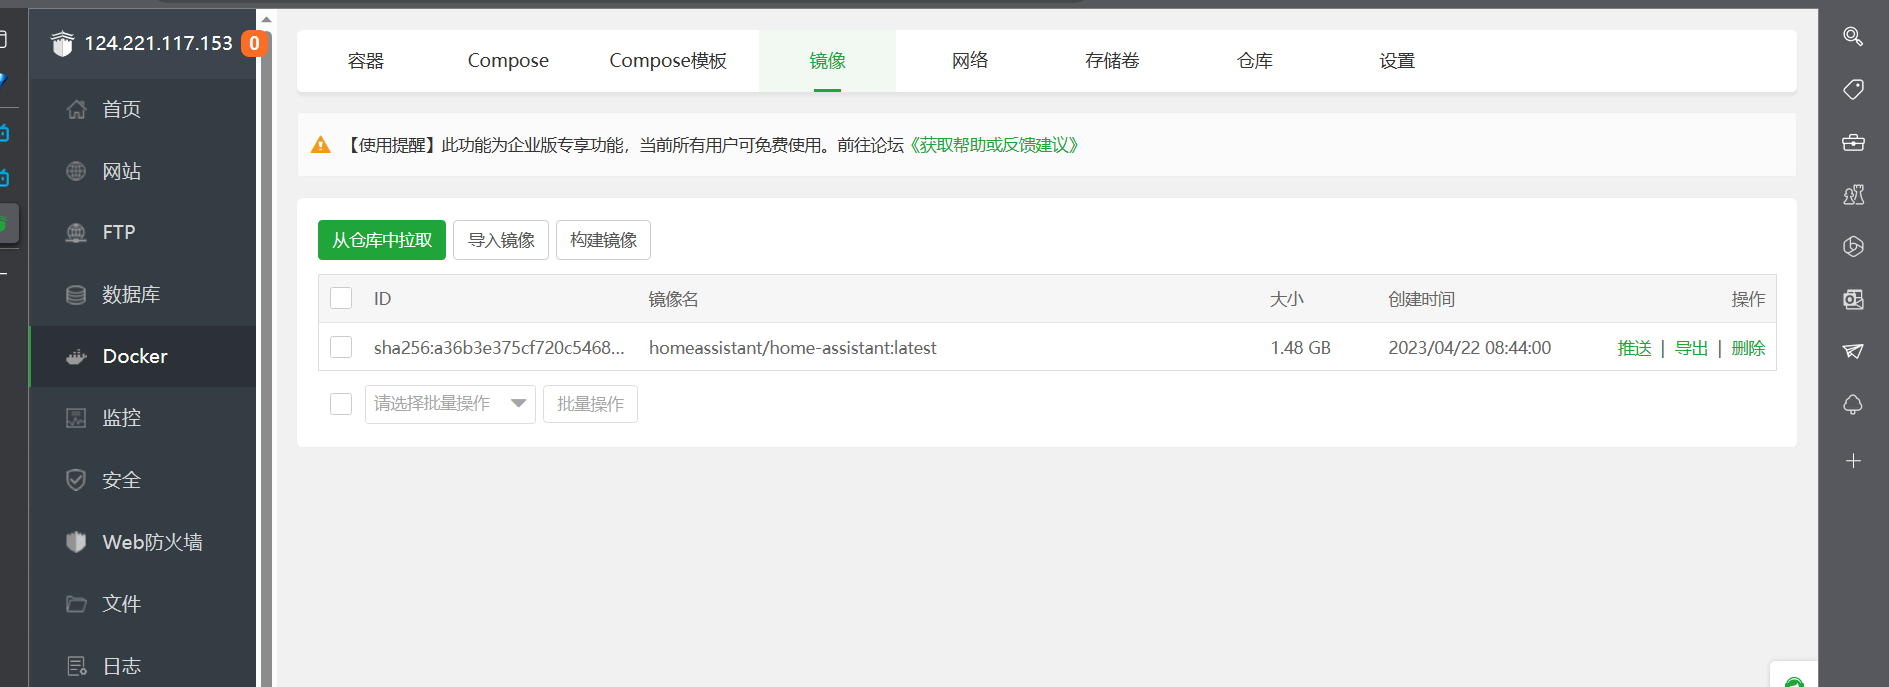 124.221.117.153 0
首页
网站
FTP
数据库
Docker
监控
安全
Web防火墙
文件
日志
容器 Compose Compose模板 镜像 网络 存储卷 仓库 设置
【使用提醒】此功能为企业版专享功能，当前所有用户可免费使用。前往论坛《获取帮助或反馈建议》
从仓库中拉取 导入镜像 构建镜像
ID 镜像名 大小 创建时间 操作
sha256:a36b3e375cf720c5468... homeassistant/home-assistant:latest 1.48 GB 2023/04/22 08:44:00 推送 | 导出 | 删除
请选择批量操作 批量操作